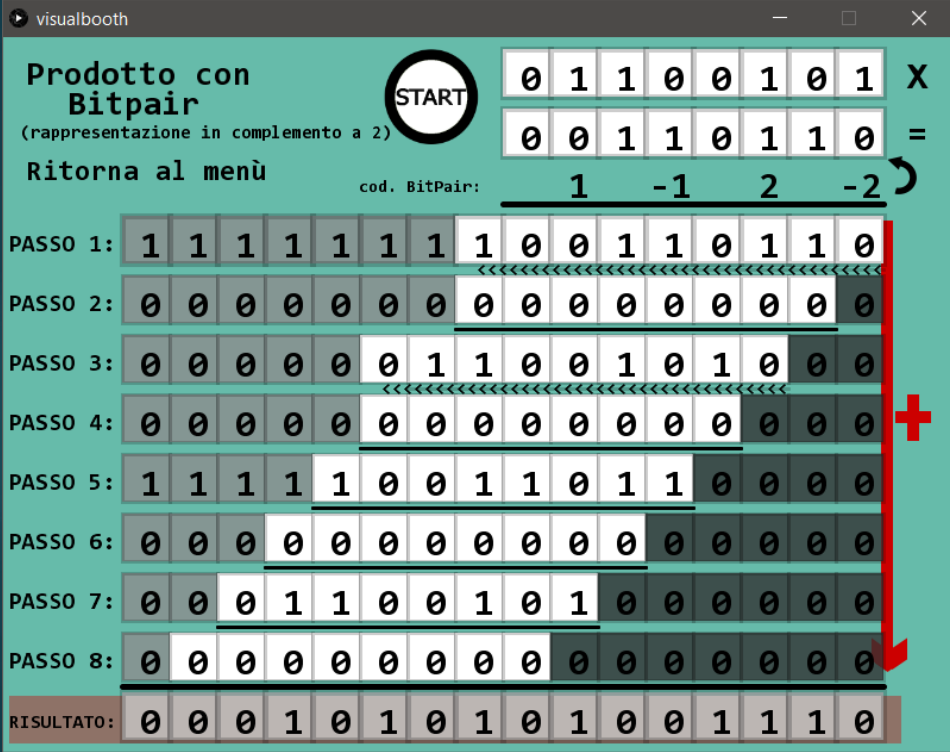 visualbooth
Prodotto con
Bitpair
(rappresentazione in complemento a 2)
Ritorna al menù
START
0 1 1 0 0 1 0 1 X
0 0 1 1 0 1 1 0 =
cod. BitPair: 1 -1 2 -2
PASSO 1: 1 1 1 1 1 1 1 1 0 0 1 1 0 1 1 0
PASSO 2: 0 0 0 0 0 0 0 0 0 0 0 0 0 0 0 0
PASSO 3: 0 0 0 0 0 0 1 1 0 0 1 0 1 0 0 0
PASSO 4: 0 0 0 0 0 0 0 0 0 0 0 0 0 0 0 0
PASSO 5: 1 1 1 1 1 0 0 1 1 0 1 1 0 0 0 0
PASSO 6: 0 0 0 0 0 0 0 0 0 0 0 0 0 0 0 0
PASSO 7: 0 0 0 1 1 0 0 1 0 1 0 0 0 0 0 0
PASSO 8: 0 0 0 0 0 0 0 0 0 0 0 0 0 0 0 0
+
RISULTATO: 0 0 0 1 0 1 0 1 0 1 0 0 1 1 1 0